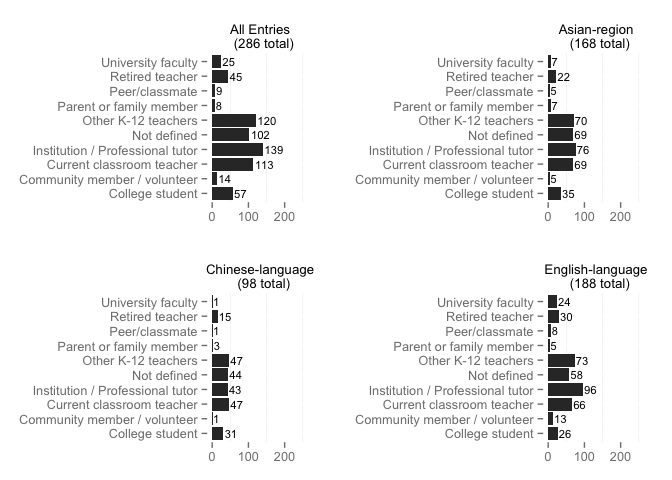 All Entries
(286 total)
University faculty 25
Retired teacher 45
Peer/classmate 9
Parent or family member 8
Other K-12 teachers 120
Not defined 102
Institution / Professional tutor 139
Current classroom teacher 113
Community member / volunteer 14
College student 57
0 100 200
Asian-region
(168 total)
University faculty 7
Retired teacher 22
Peer/classmate 5
Parent or family member 7
Other K-12 teachers 70
Not defined 69
Institution / Professional tutor 76
Current classroom teacher 69
Community member / volunteer 5
College student 35
0 100 200
Chinese-language
(98 total)
University faculty 1
Retired teacher 15
Peer/classmate 1
Parent or family member 3
Other K-12 teachers 47
Not defined 44
Institution / Professional tutor 43
Current classroom teacher 47
Community member / volunteer 1
College student 31
0 100 200
English-language
(188 total)
University faculty 24
Retired teacher 30
Peer/classmate 8
Parent or family member 5
Other K-12 teachers 73
Not defined 58
Institution / Professional tutor 96
Current classroom teacher 66
Community member / volunteer 13
College student 26
0 100 200